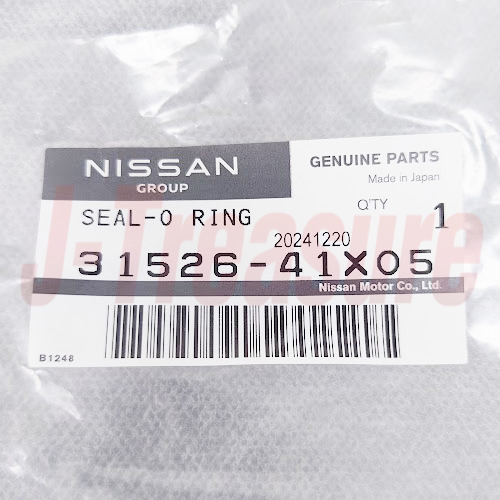 NISSAN
GROUP
GENUINE PARTS
Made in Japan
SEAL-O RING
Q'TY 1
20241220
31526-41X05
Nissan Motor Co., Ltd.
B1248
J-Treasure